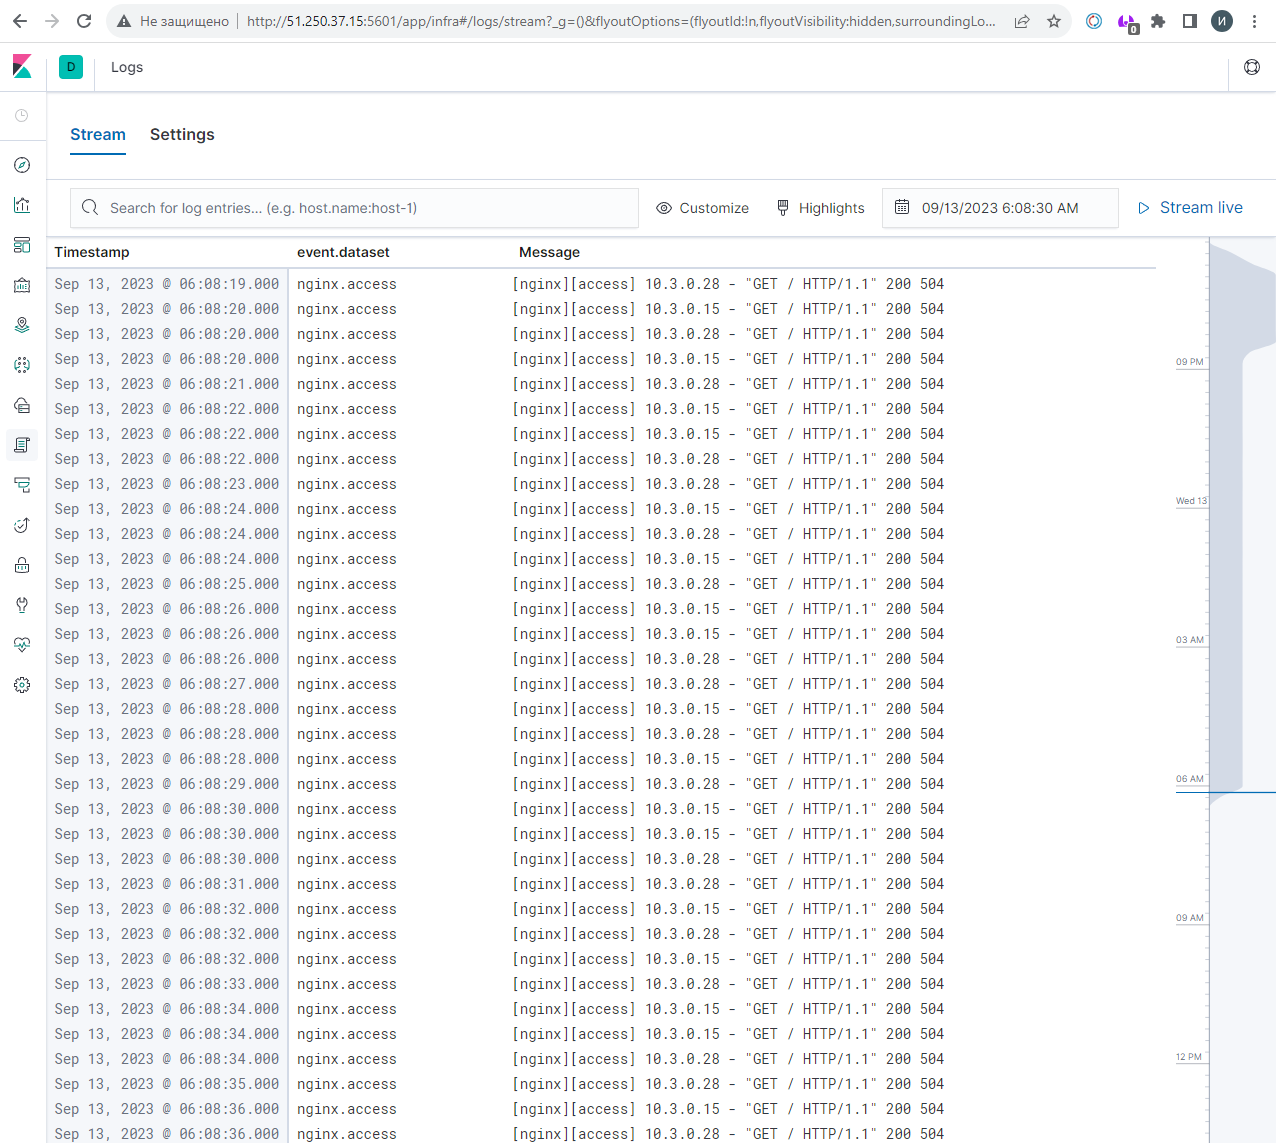 Не защищено | http://51.250.37.15:5601/app/infra#/logs/stream?_g=()&flyoutOptions=(flyoutId:!n,flyoutVisibility:hidden,surroundingLo...
0
И
D Logs
Stream Settings
Search for log entries... (e.g. host.name:host-1) Customize Highlights 09/13/2023 6:08:30 AM Stream live
Timestamp event.dataset Message
Sep 13, 2023 @ 06:08:19.000 nginx.access [nginx][access] 10.3.0.28 - "GET / HTTP/1.1" 200 504
Sep 13, 2023 @ 06:08:20.000 nginx.access [nginx][access] 10.3.0.15 - "GET / HTTP/1.1" 200 504
Sep 13, 2023 @ 06:08:20.000 nginx.access [nginx][access] 10.3.0.28 - "GET / HTTP/1.1" 200 504
Sep 13, 2023 @ 06:08:20.000 nginx.access [nginx][access] 10.3.0.15 - "GET / HTTP/1.1" 200 504
09 PM
Sep 13, 2023 @ 06:08:21.000 nginx.access [nginx][access] 10.3.0.28 - "GET / HTTP/1.1" 200 504
Sep 13, 2023 @ 06:08:22.000 nginx.access [nginx][access] 10.3.0.15 - "GET / HTTP/1.1" 200 504
Sep 13, 2023 @ 06:08:22.000 nginx.access [nginx][access] 10.3.0.15 - "GET / HTTP/1.1" 200 504
Sep 13, 2023 @ 06:08:22.000 nginx.access [nginx][access] 10.3.0.28 - "GET / HTTP/1.1" 200 504
Sep 13, 2023 @ 06:08:23.000 nginx.access [nginx][access] 10.3.0.28 - "GET / HTTP/1.1" 200 504
Wed 13
Sep 13, 2023 @ 06:08:24.000 nginx.access [nginx][access] 10.3.0.15 - "GET / HTTP/1.1" 200 504
Sep 13, 2023 @ 06:08:24.000 nginx.access [nginx][access] 10.3.0.28 - "GET / HTTP/1.1" 200 504
Sep 13, 2023 @ 06:08:24.000 nginx.access [nginx][access] 10.3.0.15 - "GET / HTTP/1.1" 200 504
Sep 13, 2023 @ 06:08:25.000 nginx.access [nginx][access] 10.3.0.28 - "GET / HTTP/1.1" 200 504
Sep 13, 2023 @ 06:08:26.000 nginx.access [nginx][access] 10.3.0.15 - "GET / HTTP/1.1" 200 504
Sep 13, 2023 @ 06:08:26.000 nginx.access [nginx][access] 10.3.0.15 - "GET / HTTP/1.1" 200 504
03 AM
Sep 13, 2023 @ 06:08:26.000 nginx.access [nginx][access] 10.3.0.28 - "GET / HTTP/1.1" 200 504
Sep 13, 2023 @ 06:08:27.000 nginx.access [nginx][access] 10.3.0.28 - "GET / HTTP/1.1" 200 504
Sep 13, 2023 @ 06:08:28.000 nginx.access [nginx][access] 10.3.0.15 - "GET / HTTP/1.1" 200 504
Sep 13, 2023 @ 06:08:28.000 nginx.access [nginx][access] 10.3.0.28 - "GET / HTTP/1.1" 200 504
Sep 13, 2023 @ 06:08:28.000 nginx.access [nginx][access] 10.3.0.15 - "GET / HTTP/1.1" 200 504
06 AM
Sep 13, 2023 @ 06:08:29.000 nginx.access [nginx][access] 10.3.0.28 - "GET / HTTP/1.1" 200 504
Sep 13, 2023 @ 06:08:30.000 nginx.access [nginx][access] 10.3.0.15 - "GET / HTTP/1.1" 200 504
Sep 13, 2023 @ 06:08:30.000 nginx.access [nginx][access] 10.3.0.15 - "GET / HTTP/1.1" 200 504
Sep 13, 2023 @ 06:08:30.000 nginx.access [nginx][access] 10.3.0.28 - "GET / HTTP/1.1" 200 504
Sep 13, 2023 @ 06:08:31.000 nginx.access [nginx][access] 10.3.0.28 - "GET / HTTP/1.1" 200 504
Sep 13, 2023 @ 06:08:32.000 nginx.access [nginx][access] 10.3.0.15 - "GET / HTTP/1.1" 200 504
09 AM
Sep 13, 2023 @ 06:08:32.000 nginx.access [nginx][access] 10.3.0.28 - "GET / HTTP/1.1" 200 504
Sep 13, 2023 @ 06:08:32.000 nginx.access [nginx][access] 10.3.0.15 - "GET / HTTP/1.1" 200 504
Sep 13, 2023 @ 06:08:33.000 nginx.access [nginx][access] 10.3.0.28 - "GET / HTTP/1.1" 200 504
Sep 13, 2023 @ 06:08:34.000 nginx.access [nginx][access] 10.3.0.15 - "GET / HTTP/1.1" 200 504
Sep 13, 2023 @ 06:08:34.000 nginx.access [nginx][access] 10.3.0.15 - "GET / HTTP/1.1" 200 504
Sep 13, 2023 @ 06:08:34.000 nginx.access [nginx][access] 10.3.0.28 - "GET / HTTP/1.1" 200 504
12 PM
Sep 13, 2023 @ 06:08:35.000 nginx.access [nginx][access] 10.3.0.28 - "GET / HTTP/1.1" 200 504
Sep 13, 2023 @ 06:08:36.000 nginx.access [nginx][access] 10.3.0.15 - "GET / HTTP/1.1" 200 504
Sep 13, 2023 @ 06:08:36.000 nginx.access [nginx][access] 10.3.0.28 - "GET / HTTP/1.1" 200 504